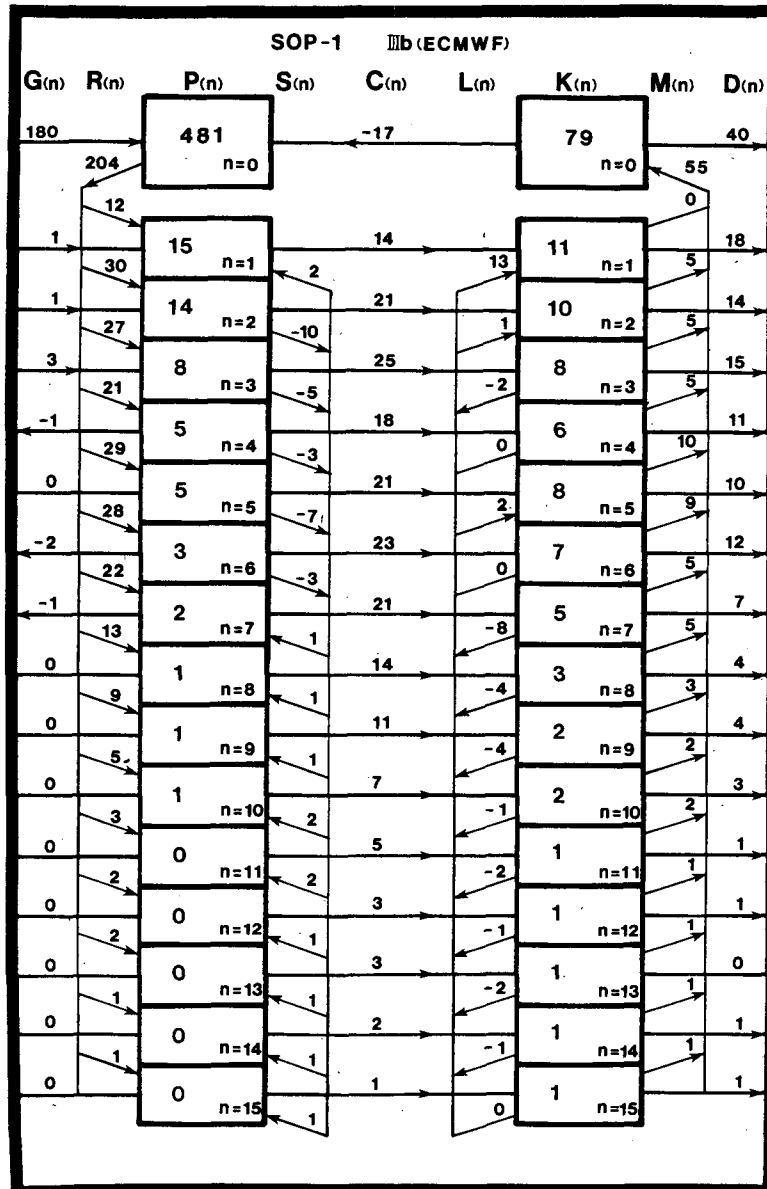 SOP-1 IIIb (ECMWF)
G(n) R(n) P(n) S(n) C(n) L(n) K(n) M(n) D(n)
180 481 -17 79 40
n=0 n=0
204 55
12 0
1 15 14 11 18
n=1 n=1
30 2 13 5
1 14 21 10 14
n=2 n=2
27 -10 1 5
3 8 25 8 15
n=3 n=3
21 -5 -2 5
-1 5 18 6 11
n=4 n=4
29 -3 0 10
0 5 21 8 10
n=5 n=5
28 -7 2 9
-2 3 23 7 12
n=6 n=6
22 -3 0 5
-1 2 21 5 7
n=7 n=7
13 1 -8 5
0 1 14 3 4
n=8 n=8
9 1 -4 3
0 1 11 2 4
n=9 n=9
5 1 -4 2
0 1 7 2 3
n=10 n=10
3 2 -1 2
0 0 5 1 1
n=11 n=11
2 2 -2 1
0 0 3 1 1
n=12 n=12
2 1 -1 1
0 0 3 1 0
n=13 n=13
1 1 -2 1
0 0 2 1 1
n=14 n=14
1 1 -1 1
0 0 1 1 1
n=15 n=15
1 0